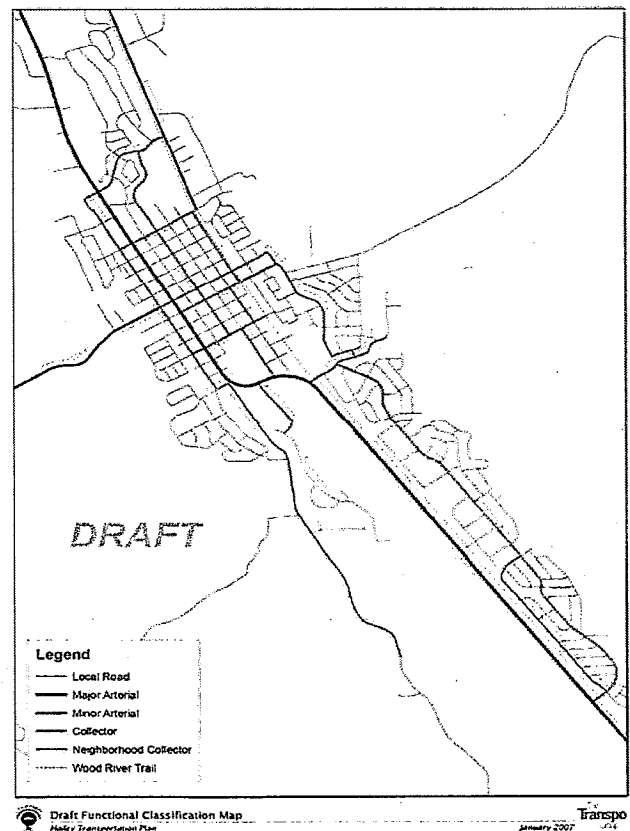 DRAFT
Legend
Local Road
Major Arterial
Minor Arterial
Collector
Neighborhood Collector
Wood River Trail
Draft Functional Classification Map
Hailey Transportation Plan
Transpo
January 2007